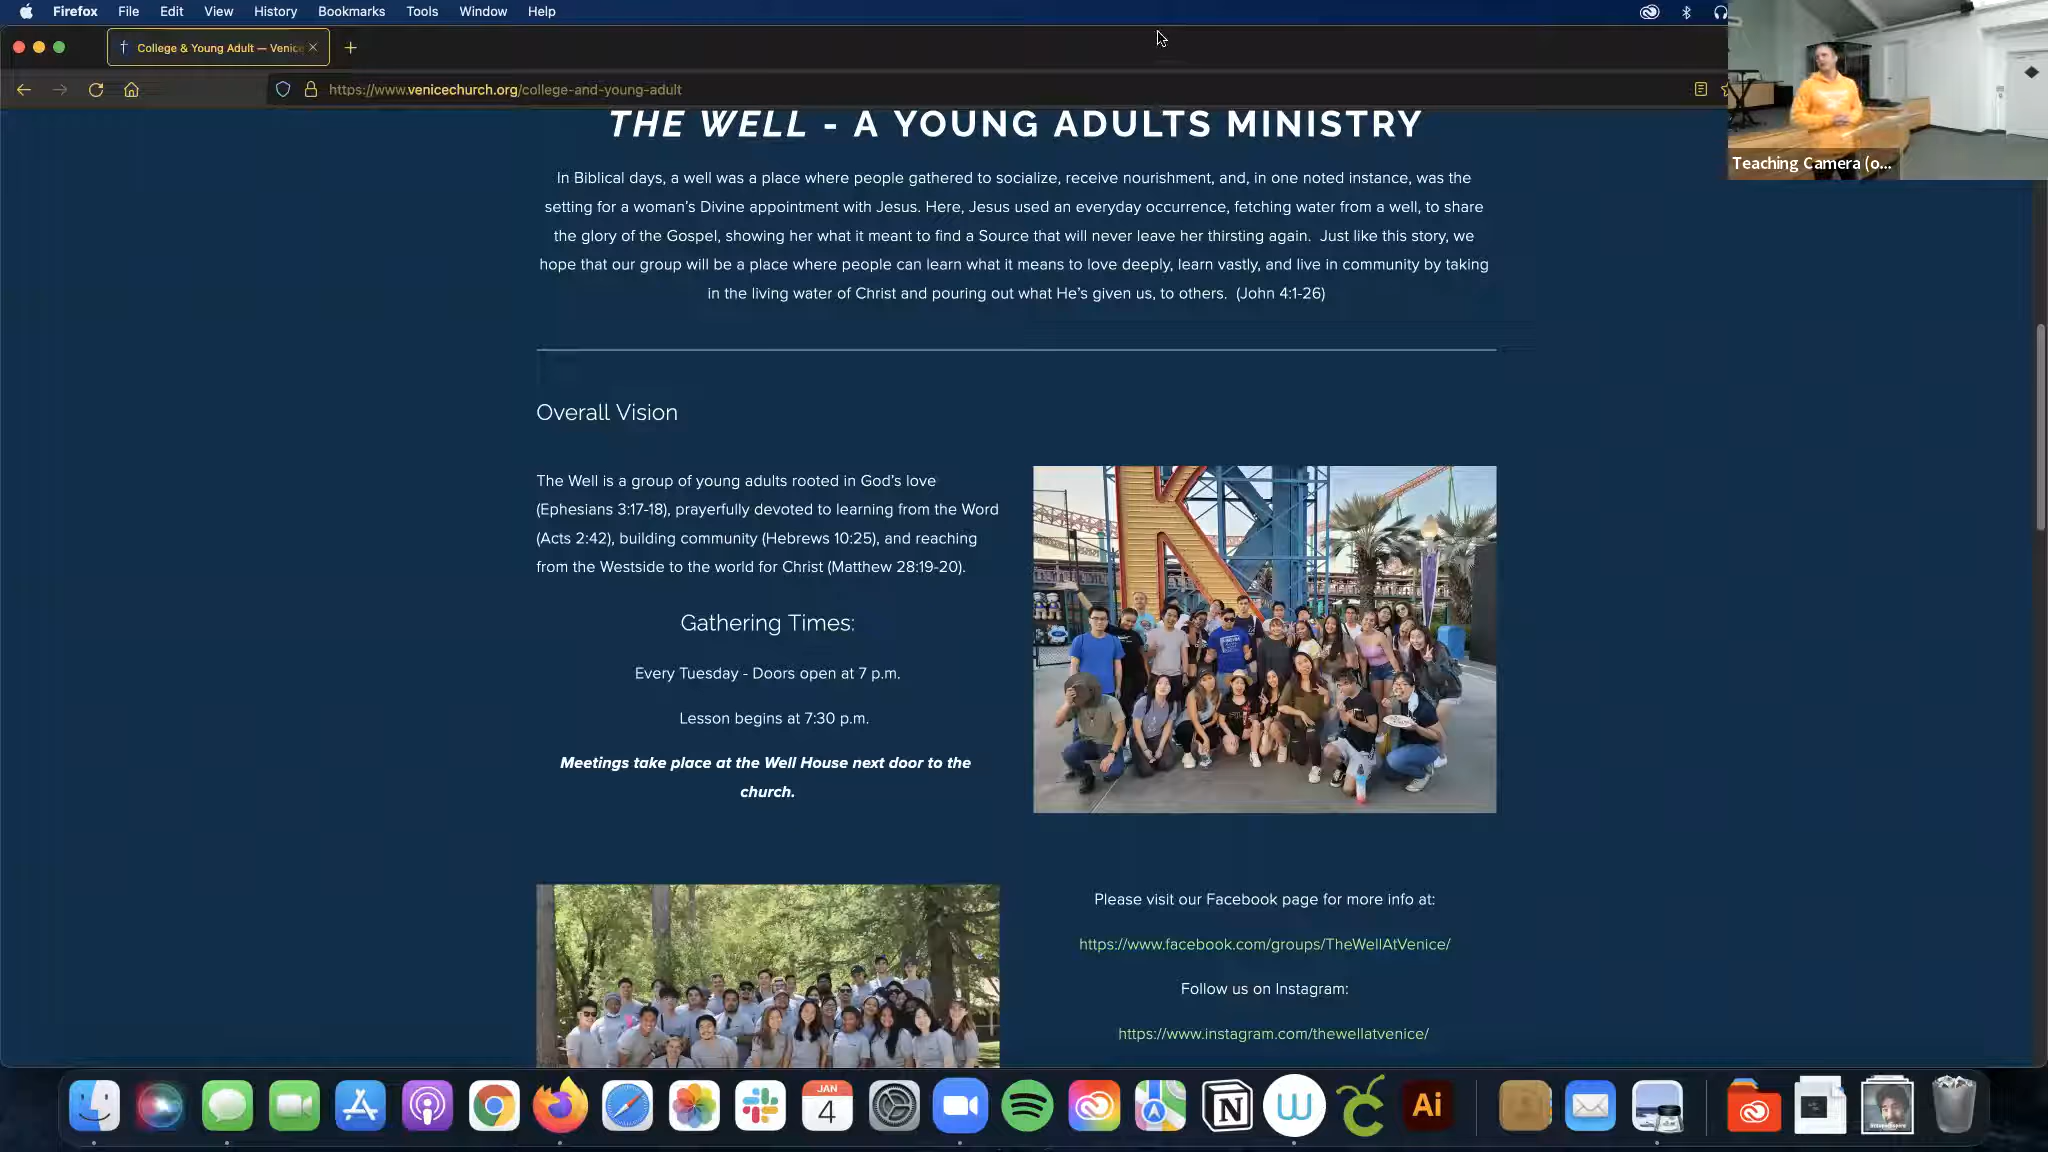 Firefox File Edit View History Bookmarks Tools Window Help
College & Young Adult — Venice
https://www.venicechurch.org/college-and-young-adult
Teaching Camera (o...
THE WELL - A YOUNG ADULTS MINISTRY
In Biblical days, a well was a place where people gathered to socialize, receive nourishment, and, in one noted instance, was the
setting for a woman's Divine appointment with Jesus. Here, Jesus used an everyday occurrence, fetching water from a well, to share
the glory of the Gospel, showing her what it meant to find a Source that will never leave her thirsting again. Just like this story, we
hope that our group will be a place where people can learn what it means to love deeply, learn vastly, and live in community by taking
in the living water of Christ and pouring out what He's given us, to others. (John 4:1-26)
Overall Vision
The Well is a group of young adults rooted in God's love
(Ephesians 3:17-18), prayerfully devoted to learning from the Word
(Acts 2:42), building community (Hebrews 10:25), and reaching
from the Westside to the world for Christ (Matthew 28:19-20).
Gathering Times:
Every Tuesday - Doors open at 7 p.m.
Lesson begins at 7:30 p.m.
Meetings take place at the Well House next door to the
church.
K
Please visit our Facebook page for more info at:
https://www.facebook.com/groups/TheWellAtVenice/
Follow us on Instagram:
https://www.instagram.com/thewellatvenice/
JAN
4
Ai